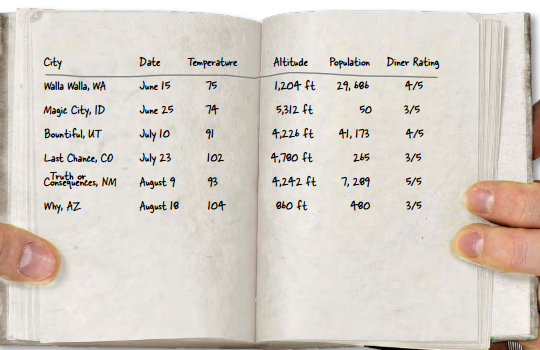 City Date Temperature Altitude Population Diner Rating
Walla Walla, WA June 15 75 1,204 ft 29, 686 4/5
Magic City, ID June 25 74 5,312 ft 50 3/5
Bountiful, UT July 10 91 4,226 ft 41, 173 4/5
Last Chance, CO July 23 102 4,780 ft 265 3/5
Truth or
Consequences, NM August 9 93 4,242 ft 7, 289 5/5
Why, AZ August 18 104 860 ft 480 3/5